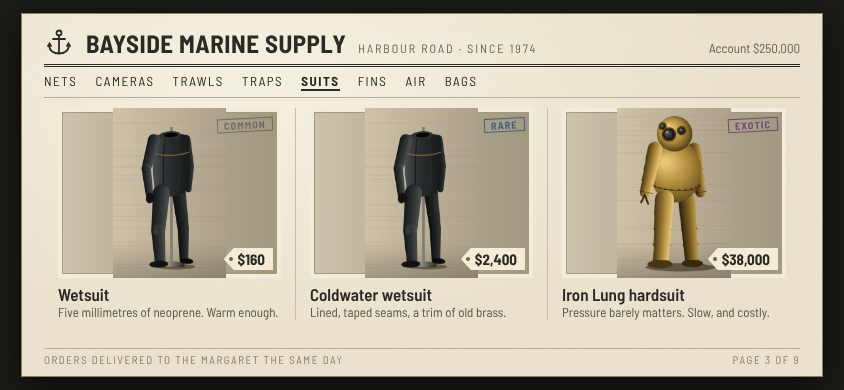 BAYSIDE MARINE SUPPLY HARBOUR ROAD · SINCE 1974 Account $250,000
NETS CAMERAS TRAWLS TRAPS SUITS FINS AIR BAGS
COMMON
$160
Wetsuit
Five millimetres of neoprene. Warm enough.
RARE
$2,400
Coldwater wetsuit
Lined, taped seams, a trim of old brass.
EXOTIC
$38,000
Iron Lung hardsuit
Pressure barely matters. Slow, and costly.
ORDERS DELIVERED TO THE MARGARET THE SAME DAY PAGE 3 OF 9